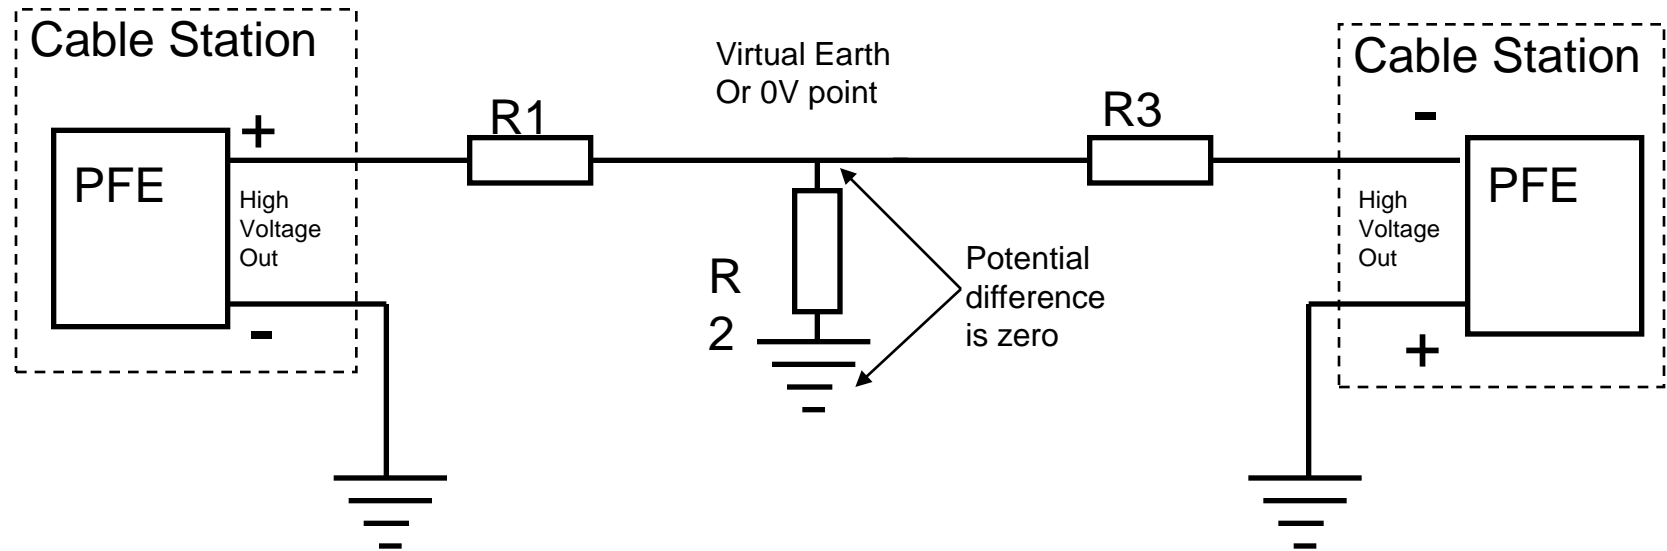 Cable Station
PFE
+
High
Voltage
Out
-
R1
Virtual Earth
Or 0V point
R
2
Potential
difference
is zero
R3
Cable Station
-
PFE
High
Voltage
Out
+